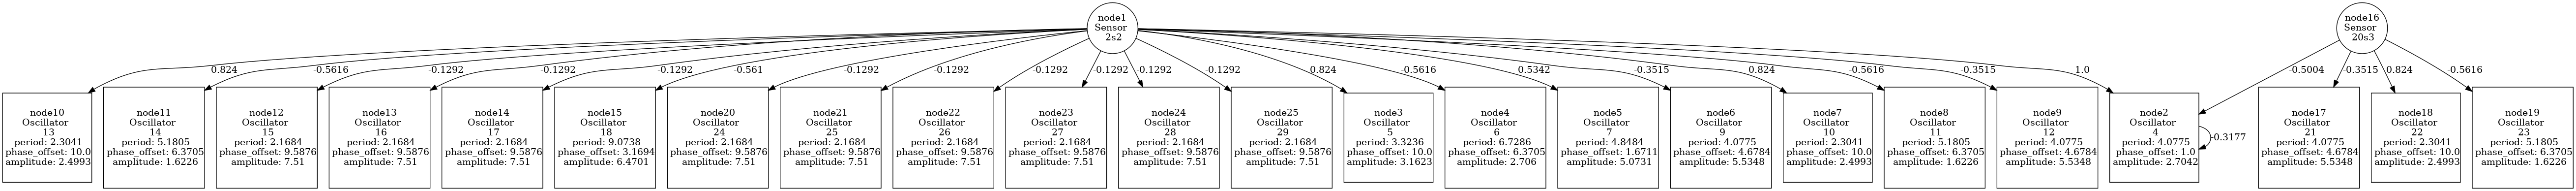 node1
Sensor
2s2
node16
Sensor
20s3
0.824
-0.5616
-0.1292
-0.1292
-0.1292
-0.561
-0.1292
-0.1292
-0.1292
-0.1292
-0.1292
-0.1292
0.824
-0.5616
0.5342
-0.3515
0.824
-0.5616
-0.3515
1.0
-0.5004
-0.3515
0.824
-0.5616
node10
Oscillator
13
period: 2.3041
phase_offset: 10.0
amplitude: 2.4993
node11
Oscillator
14
period: 5.1805
phase_offset: 6.3705
amplitude: 1.6226
node12
Oscillator
15
period: 2.1684
phase_offset: 9.5876
amplitude: 7.51
node13
Oscillator
16
period: 2.1684
phase_offset: 9.5876
amplitude: 7.51
node14
Oscillator
17
period: 2.1684
phase_offset: 9.5876
amplitude: 7.51
node15
Oscillator
18
period: 9.0738
phase_offset: 3.1694
amplitude: 6.4701
node20
Oscillator
24
period: 2.1684
phase_offset: 9.5876
amplitude: 7.51
node21
Oscillator
25
period: 2.1684
phase_offset: 9.5876
amplitude: 7.51
node22
Oscillator
26
period: 2.1684
phase_offset: 9.5876
amplitude: 7.51
node23
Oscillator
27
period: 2.1684
phase_offset: 9.5876
amplitude: 7.51
node24
Oscillator
28
period: 2.1684
phase_offset: 9.5876
amplitude: 7.51
node25
Oscillator
29
period: 2.1684
phase_offset: 9.5876
amplitude: 7.51
node3
Oscillator
5
period: 3.3236
phase_offset: 10.0
amplitude: 3.1623
node4
Oscillator
6
period: 6.7286
phase_offset: 6.3705
amplitude: 2.706
node5
Oscillator
7
period: 4.8484
phase_offset: 1.6711
amplitude: 5.0731
node6
Oscillator
9
period: 4.0775
phase_offset: 4.6784
amplitude: 5.5348
node7
Oscillator
10
period: 2.3041
phase_offset: 10.0
amplitude: 2.4993
node8
Oscillator
11
period: 5.1805
phase_offset: 6.3705
amplitude: 1.6226
node9
Oscillator
12
period: 4.0775
phase_offset: 4.6784
amplitude: 5.5348
node2
Oscillator
4
period: 4.0775
phase_offset: 1.0
amplitude: 2.7042
-0.3177
node17
Oscillator
21
period: 4.0775
phase_offset: 4.6784
amplitude: 5.5348
node18
Oscillator
22
period: 2.3041
phase_offset: 10.0
amplitude: 2.4993
node19
Oscillator
23
period: 5.1805
phase_offset: 6.3705
amplitude: 1.6226